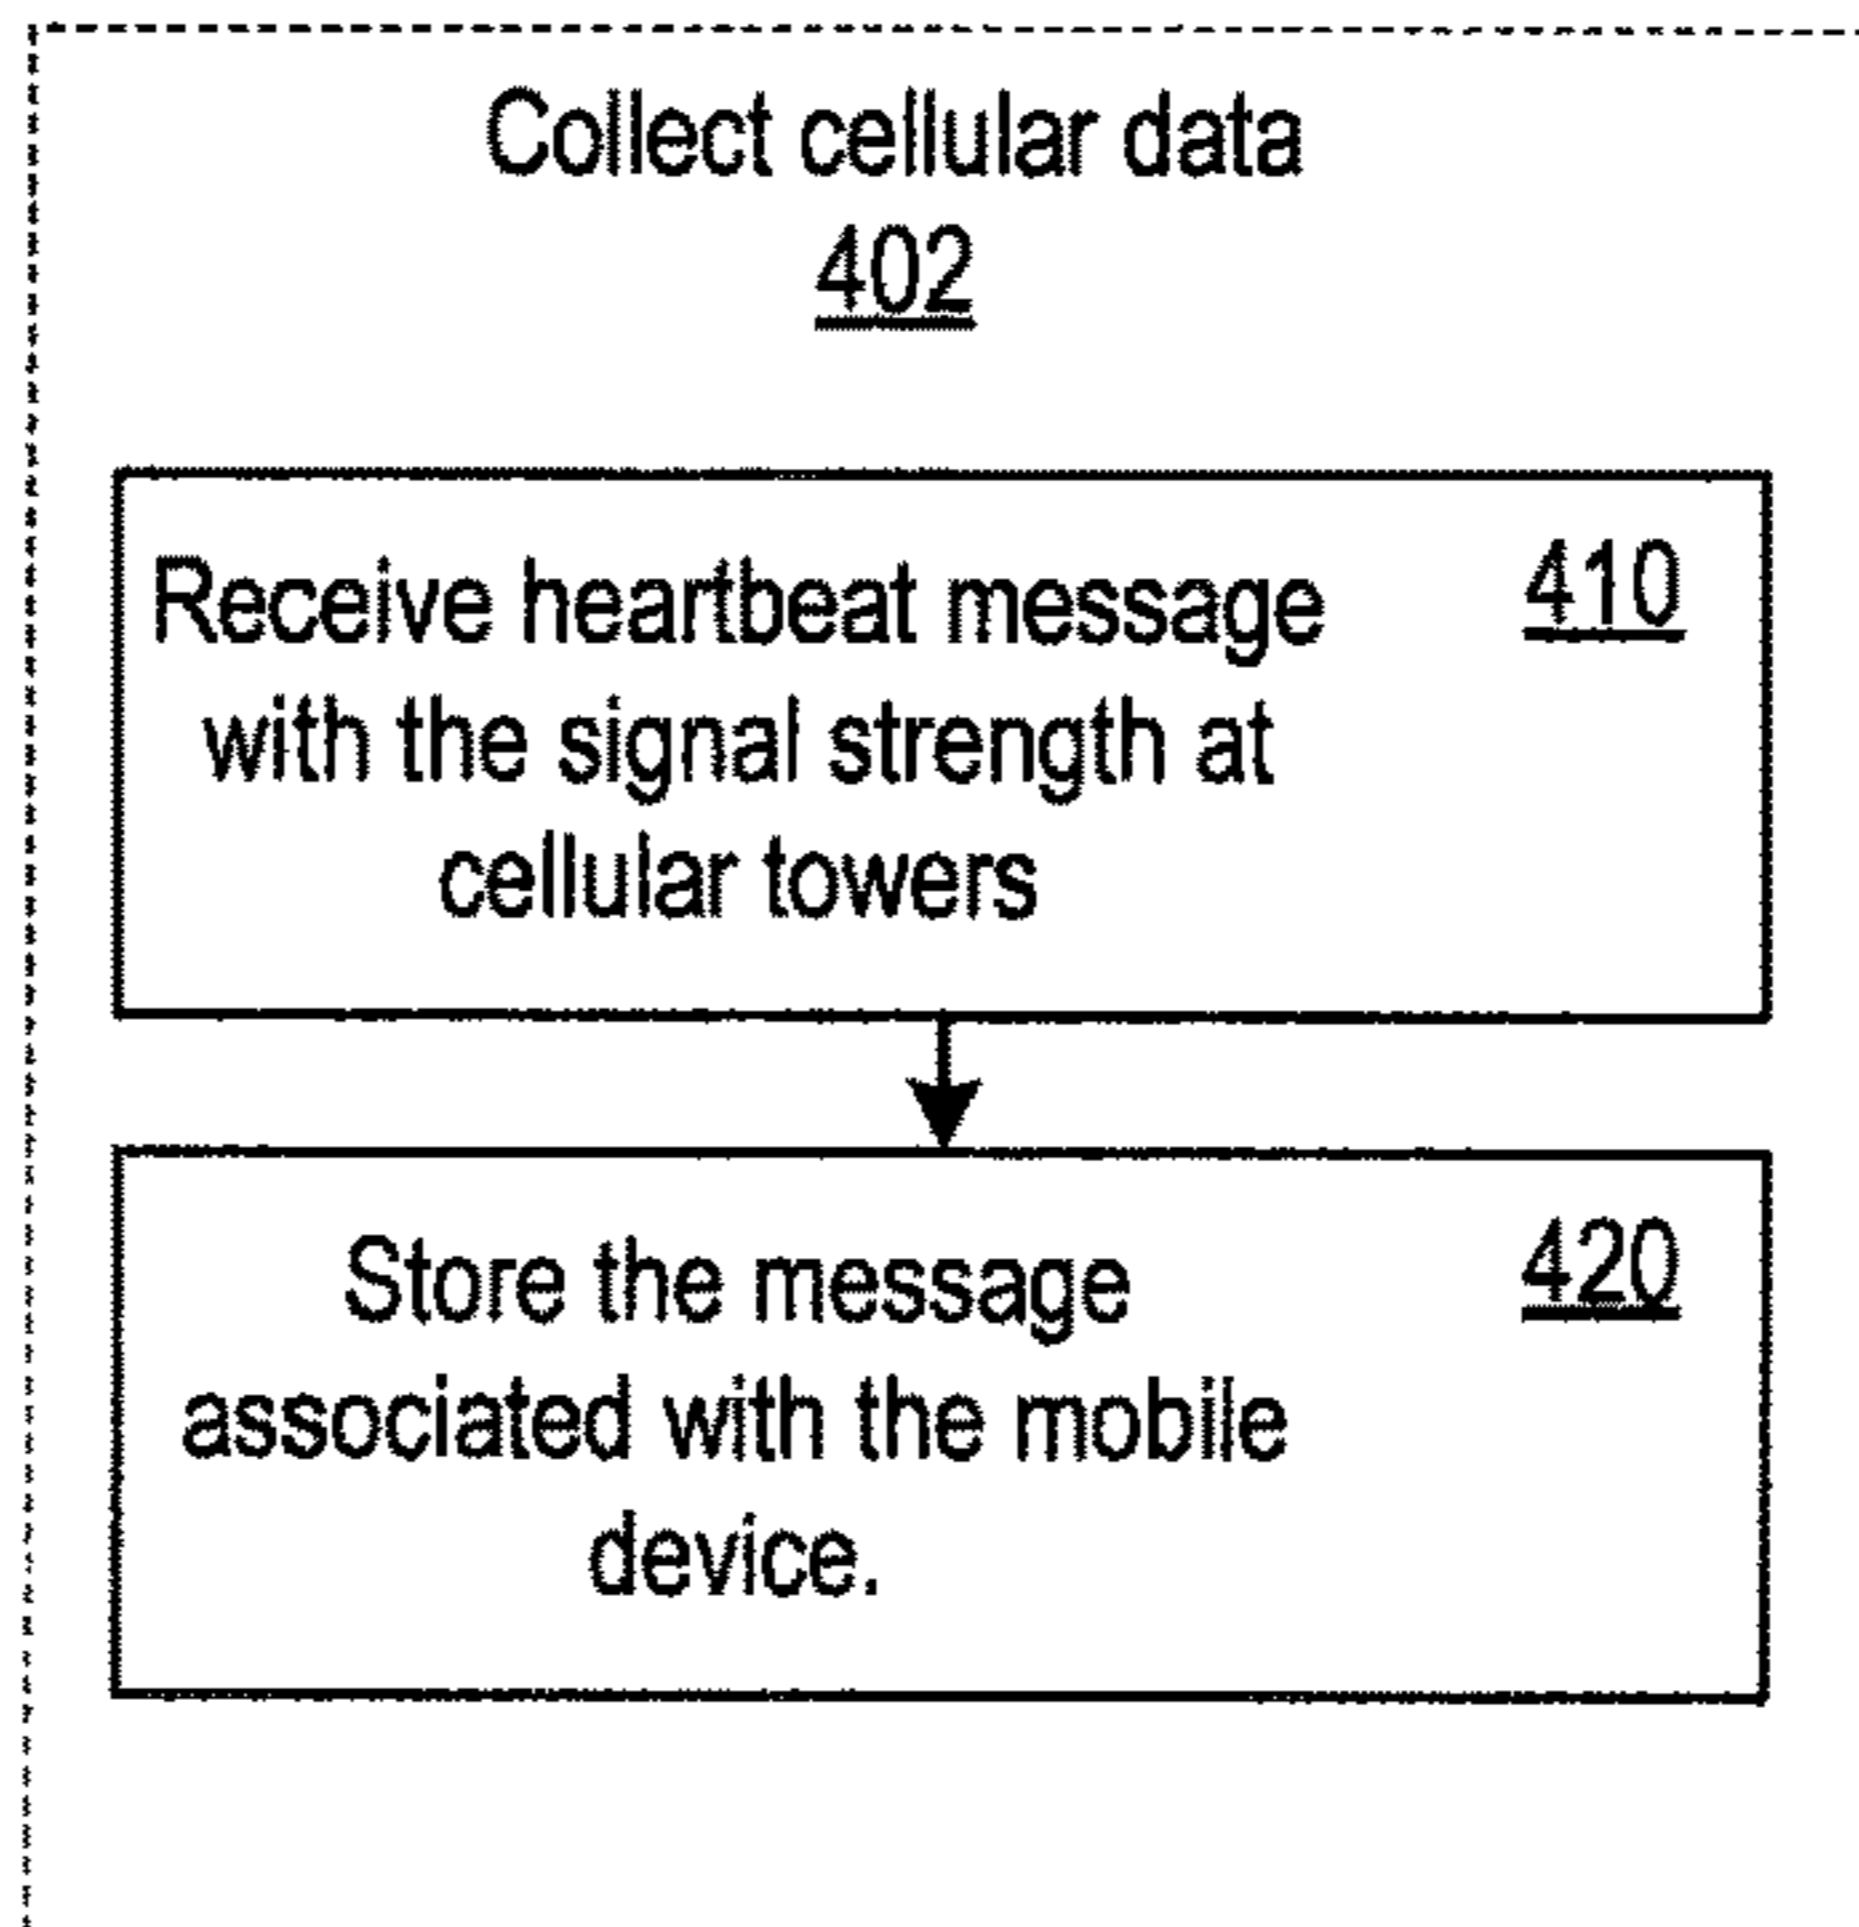 Collect cellular data
402
Receive heartbeat message 410
with the signal strength at
cellular towers
Store the message 420
associated with the mobile
device.